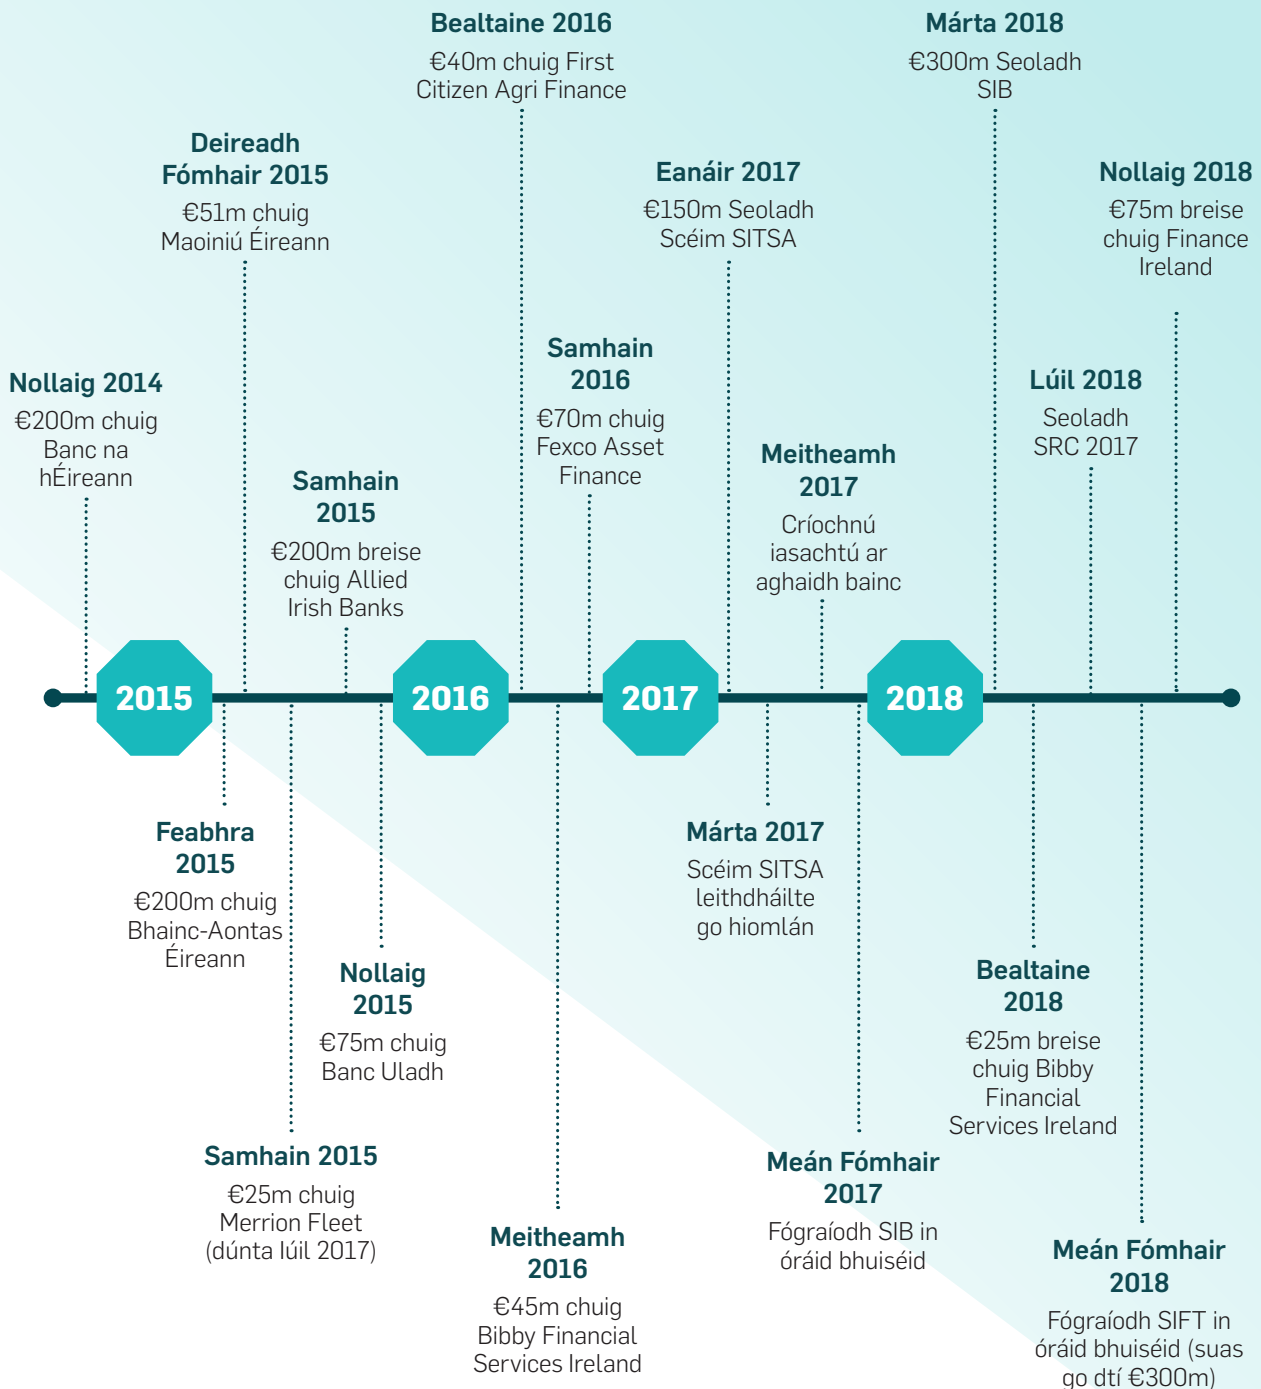 Bealtaine 2016
€40m chuig First
Citizen Agri Finance
Márta 2018
€300m Seoladh
SIB
Deireadh
Fómhair 2015
€51m chuig
Maoiniú Éireann
Eanáir 2017
€150m Seoladh
Scéim SITSA
Nollaig 2018
€75m breise
chuig Finance
Ireland
Nollaig 2014
€200m chuig
Banc na
hÉireann
Samhain
2016
€70m chuig
Fexco Asset
Finance
Lúil 2018
Seoladh
SRC 2017
Samhain
2015
€200m breise
chuig Allied
Irish Banks
Meitheamh
2017
Críochnú
iasachtú ar
aghaidh bainc
2015
2016
2017
2018
Feabhra
2015
€200m chuig
Bhainc-Aontas
Éireann
Márta 2017
Scéim SITSA
leithdháilte
go hiomlán
Nollaig
2015
€75m chuig
Banc Uladh
Bealtaine
2018
€25m breise
chuig Bibby
Financial
Services Ireland
Samhain 2015
€25m chuig
Merrion Fleet
(dúnta Iúil 2017)
Meán Fómhair
2017
Fógraíodh SIB in
óráid bhuiséid
Meitheamh
2016
€45m chuig
Bibby Financial
Services Ireland
Meán Fómhair
2018
Fógraíodh SIFT in
óráid bhuiséid (suas
go dtí €300m)